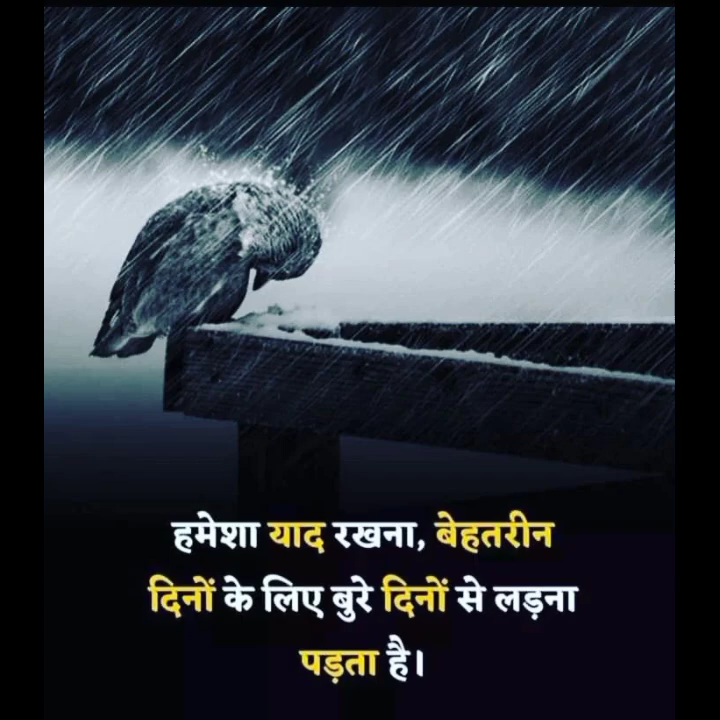 हमेशा याद रखना, बेहतरीन
दिनों के लिए बुरे दिनों से लड़ना
पड़ता है।